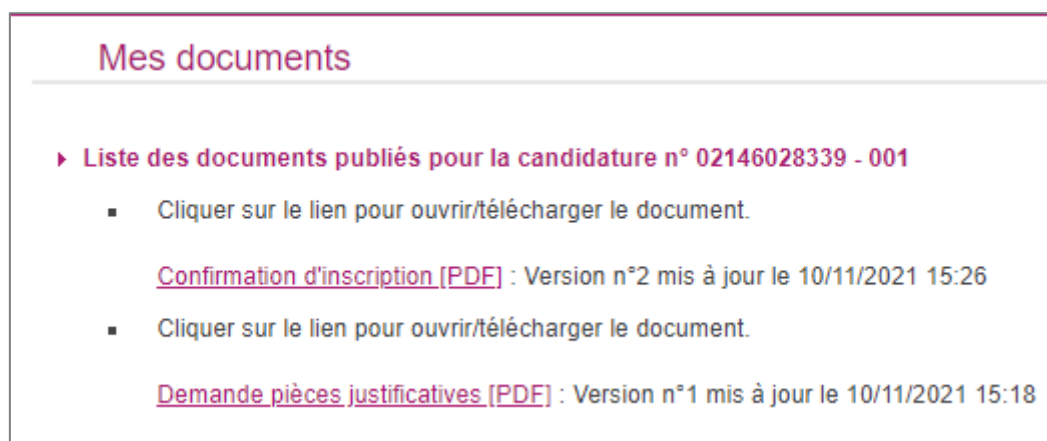 Mes documents
Liste des documents publiés pour la candidature n° 02146028339 - 001
Cliquer sur le lien pour ouvrir/télécharger le document.
Confirmation d'inscription [PDF] : Version n°2 mis à jour le 10/11/2021 15:26
Cliquer sur le lien pour ouvrir/télécharger le document.
Demande pièces justificatives [PDF] : Version n°1 mis à jour le 10/11/2021 15:18